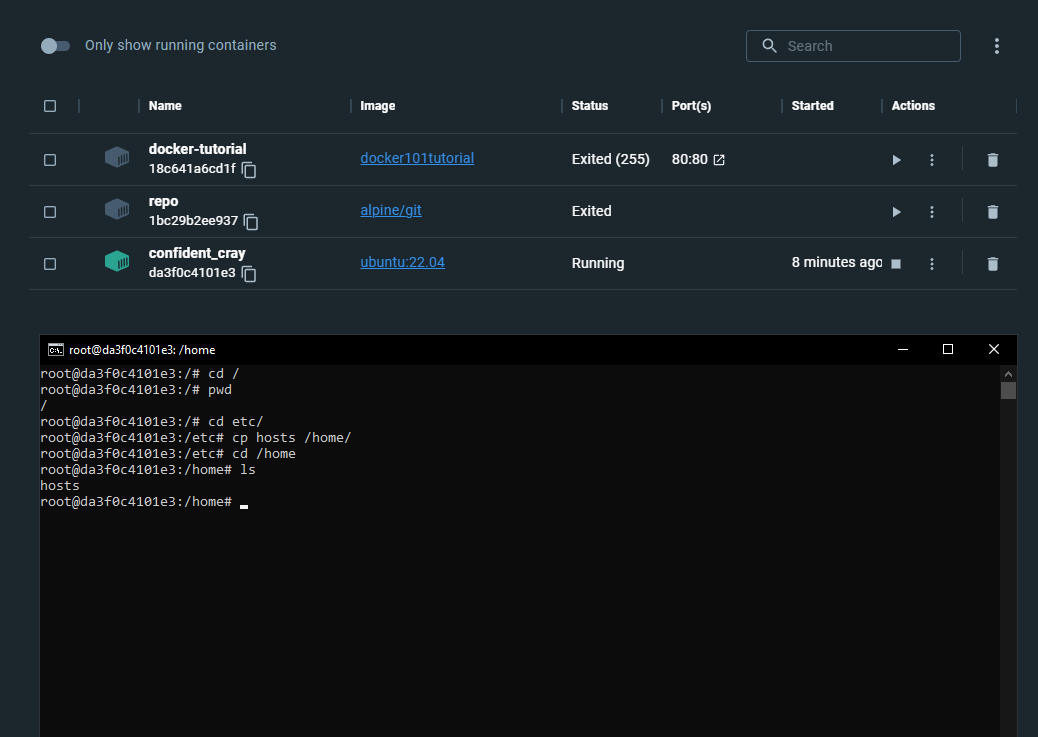 Only show running containers
Search
Name Image Status Port(s) Started Actions
docker-tutorial
18c641a6cd1f docker101tutorial Exited (255) 80:80
repo
1bc29b2ee937 alpine/git Exited
confident_cray
da3f0c4101e3 ubuntu:22.04 Running 8 minutes ago
root@da3f0c4101e3: /home
root@da3f0c4101e3:/# cd /
root@da3f0c4101e3:/# pwd
/
root@da3f0c4101e3:/# cd etc/
root@da3f0c4101e3:/etc# cp hosts /home/
root@da3f0c4101e3:/etc# cd /home
root@da3f0c4101e3:/home# ls
hosts
root@da3f0c4101e3:/home#